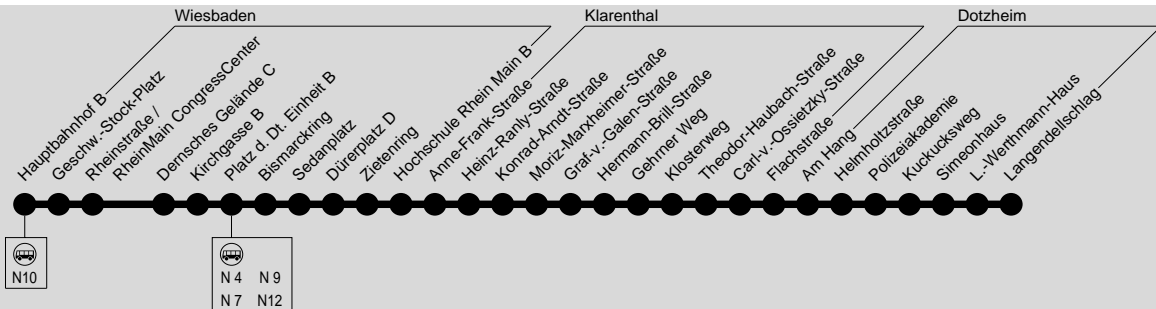 Wiesbaden
Klarenthal
Dotzheim
Hauptbahnhof B
Geschw.-Stock-Platz
Rheinstraße /
RheinMain CongressCenter
Dernsches Gelände C
Kirchgasse B
Platz d. Dt. Einheit B
Bismarckring
Sedanplatz
Dürerplatz D
Zietenring
Hochschule Rhein Main B
Anne-Frank-Straße
Heinz-Ranly-Straße
Konrad-Arndt-Straße
Moriz-Marxheimer-Straße
Graf-v.-Galen-Straße
Hermann-Brill-Straße
Gehrner Weg
Klosterweg
Theodor-Haubach-Straße
Carl-v.-Ossietzky-Straße
Flachstraße
Am Hang
Helmholtzstraße
Polizeiakademie
Kuckucksweg
Simeonhaus
L.-Werthmann-Haus
Langendellschlag
N10
N 4 N 9
N 7 N12